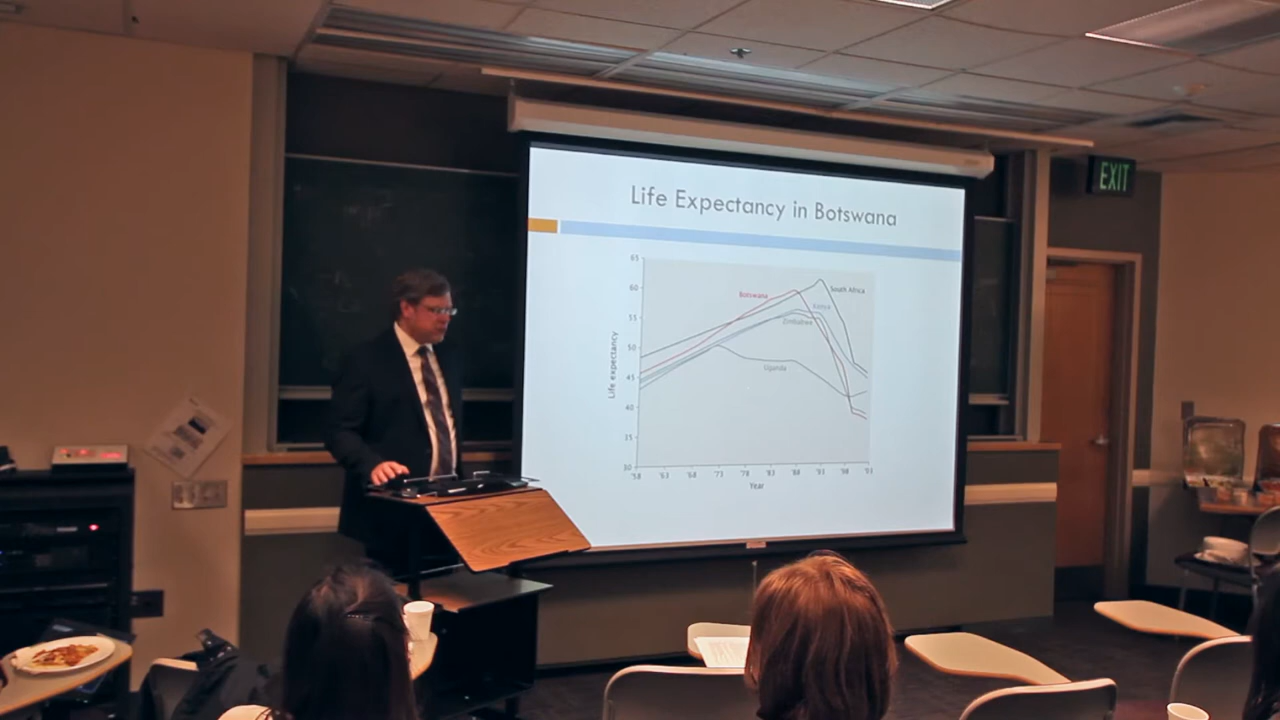 EXIT
Life Expectancy in Botswana
65
60
55
50
45
40
35
30
Life expectancy
South Africa
Botswana
Kenya
Zimbabwe
Uganda
'58
'63
'68
'73
'78
'83
'88
'93
'98
'03
Year